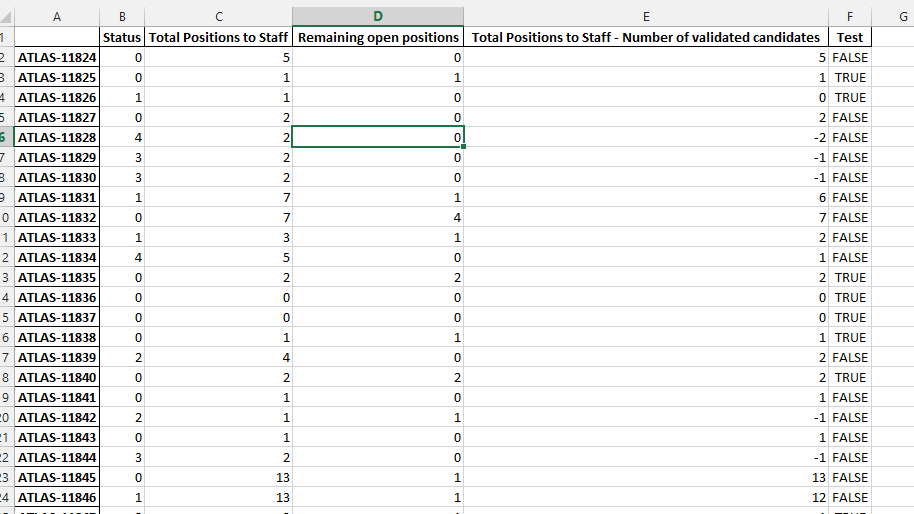 A B C D E F G
1 Status Total Positions to Staff Remaining open positions Total Positions to Staff - Number of validated candidates Test
2 ATLAS-11824 0 5 0 5 FALSE
3 ATLAS-11825 0 1 1 1 TRUE
4 ATLAS-11826 1 1 0 0 TRUE
5 ATLAS-11827 0 2 0 2 FALSE
6 ATLAS-11828 4 2 0 -2 FALSE
7 ATLAS-11829 3 2 0 -1 FALSE
8 ATLAS-11830 3 2 0 -1 FALSE
9 ATLAS-11831 1 7 1 6 FALSE
0 ATLAS-11832 0 7 4 7 FALSE
1 ATLAS-11833 1 3 1 2 FALSE
2 ATLAS-11834 4 5 0 1 FALSE
3 ATLAS-11835 0 2 2 2 TRUE
4 ATLAS-11836 0 0 0 0 TRUE
5 ATLAS-11837 0 0 0 0 TRUE
6 ATLAS-11838 0 1 1 1 TRUE
7 ATLAS-11839 2 4 0 2 FALSE
8 ATLAS-11840 0 2 2 2 TRUE
9 ATLAS-11841 0 1 0 1 FALSE
20 ATLAS-11842 2 1 1 -1 FALSE
21 ATLAS-11843 0 1 0 1 FALSE
22 ATLAS-11844 3 2 0 -1 FALSE
23 ATLAS-11845 0 13 1 13 FALSE
24 ATLAS-11846 1 13 1 12 FALSE